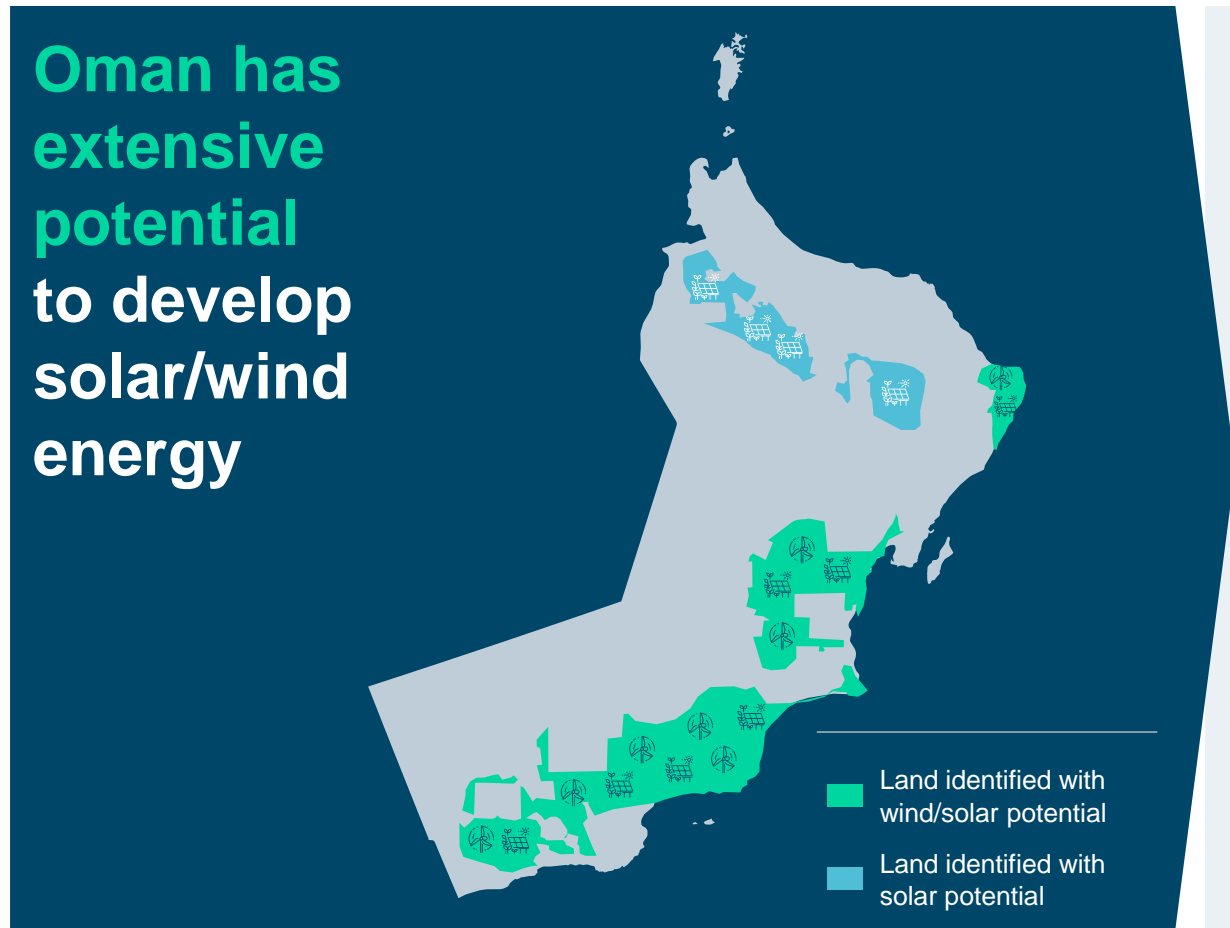 Oman has
extensive
potential
to develop
solar/wind
energy
Land identified with
wind/solar potential
Land identified with
solar potential